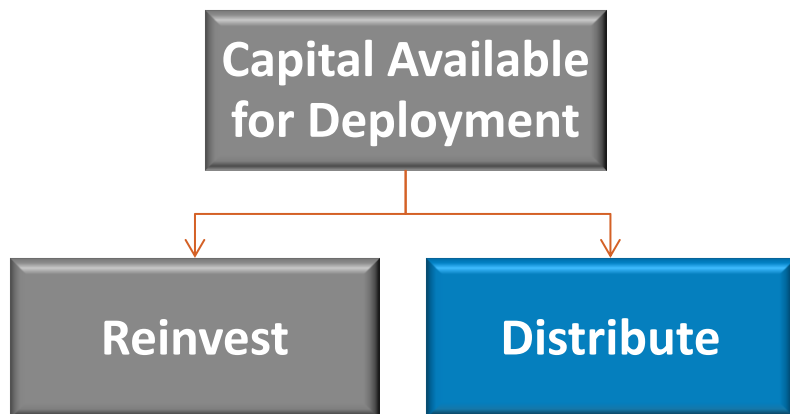 Capital Available
for Deployment
Reinvest
Distribute